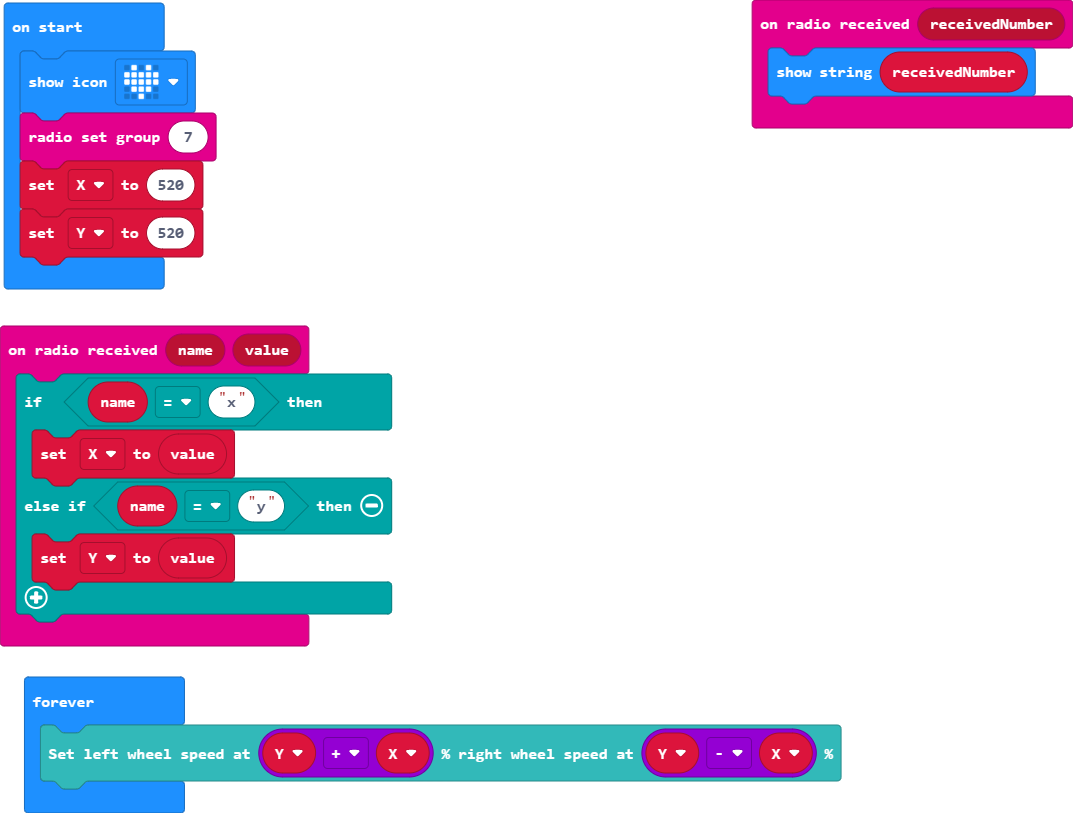 on start
show icon
radio set group 7
set X to 520
set Y to 520
on radio received receivedNumber
show string receivedNumber
on radio received name value
if name = "x" then
set X to value
else if name = "y" then
set Y to value
forever
Set left wheel speed at Y + X % right wheel speed at Y - X %